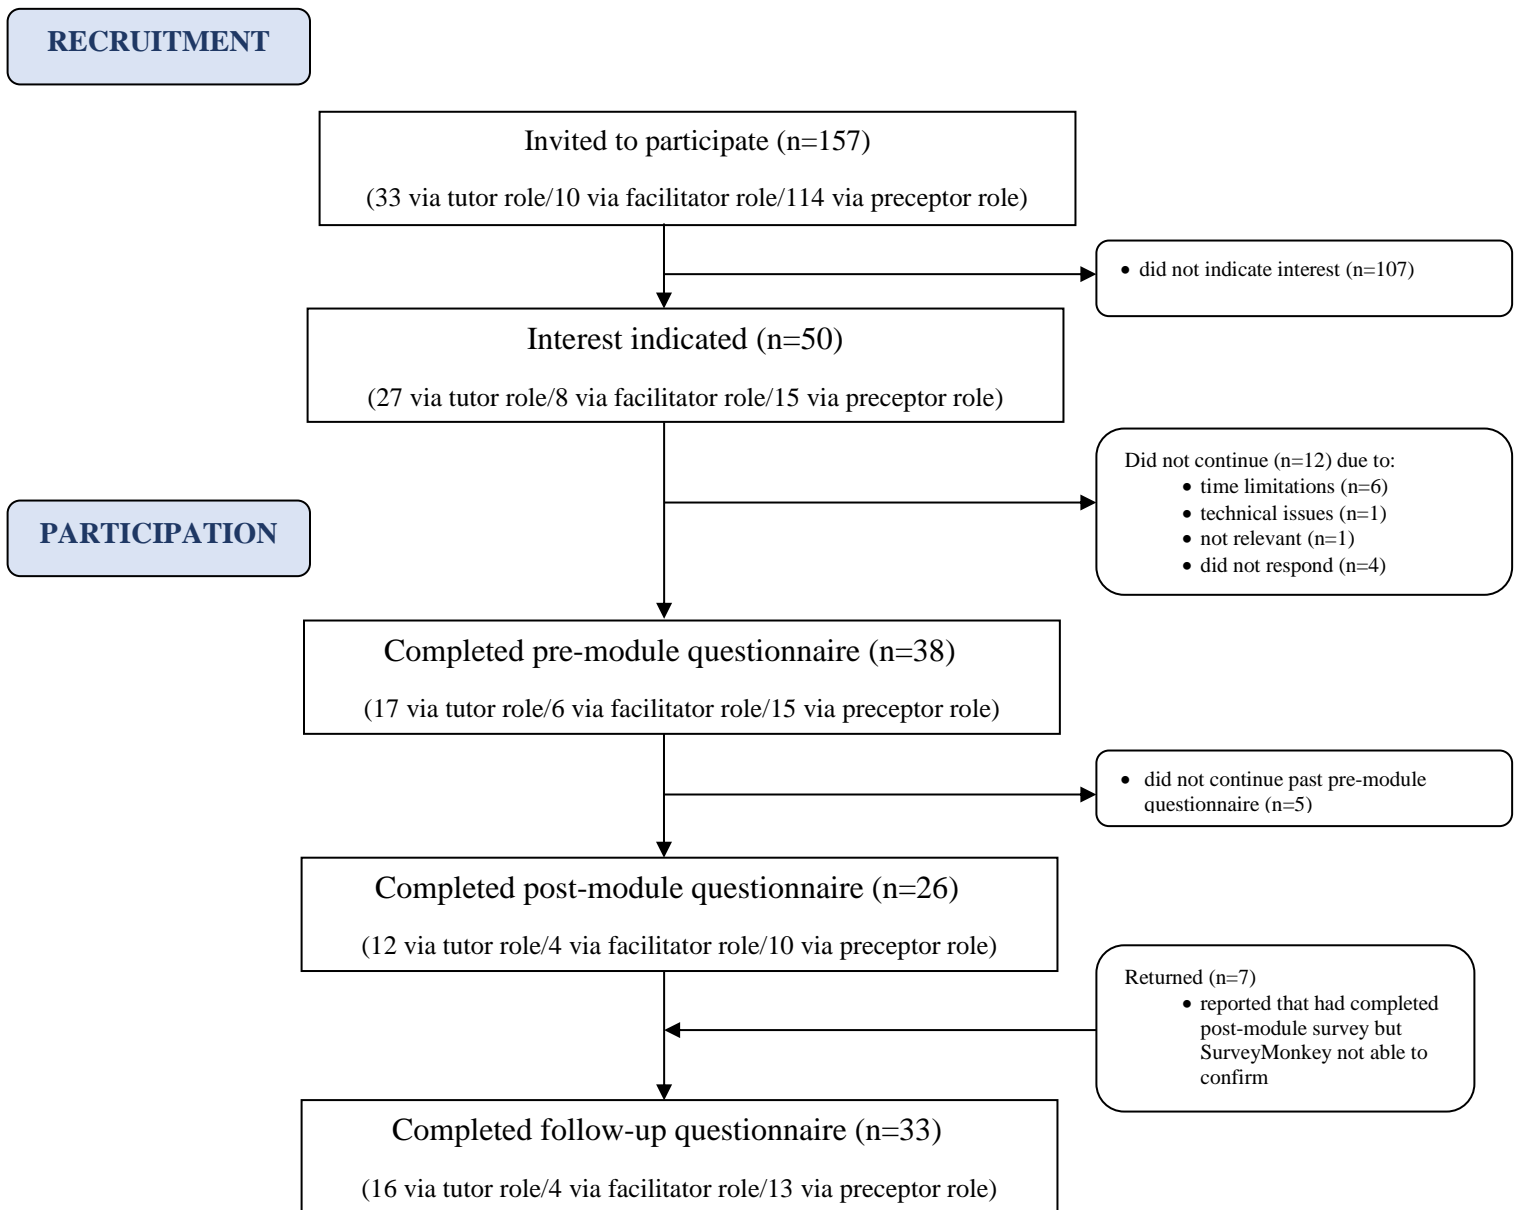 RECRUITMENT
Invited to participate (n=157)
(33 via tutor role/10 via facilitator role/114 via preceptor role)
• did not indicate interest (n=107)
Interest indicated (n=50)
(27 via tutor role/8 via facilitator role/15 via preceptor role)
Did not continue (n=12) due to:
• time limitations (n=6)
• technical issues (n=1)
• not relevant (n=1)
• did not respond (n=4)
PARTICIPATION
Completed pre-module questionnaire (n=38)
(17 via tutor role/6 via facilitator role/15 via preceptor role)
• did not continue past pre-module
questionnaire (n=5)
Completed post-module questionnaire (n=26)
(12 via tutor role/4 via facilitator role/10 via preceptor role)
Returned (n=7)
• reported that had completed
post-module survey but
SurveyMonkey not able to
confirm
Completed follow-up questionnaire (n=33)
(16 via tutor role/4 via facilitator role/13 via preceptor role)